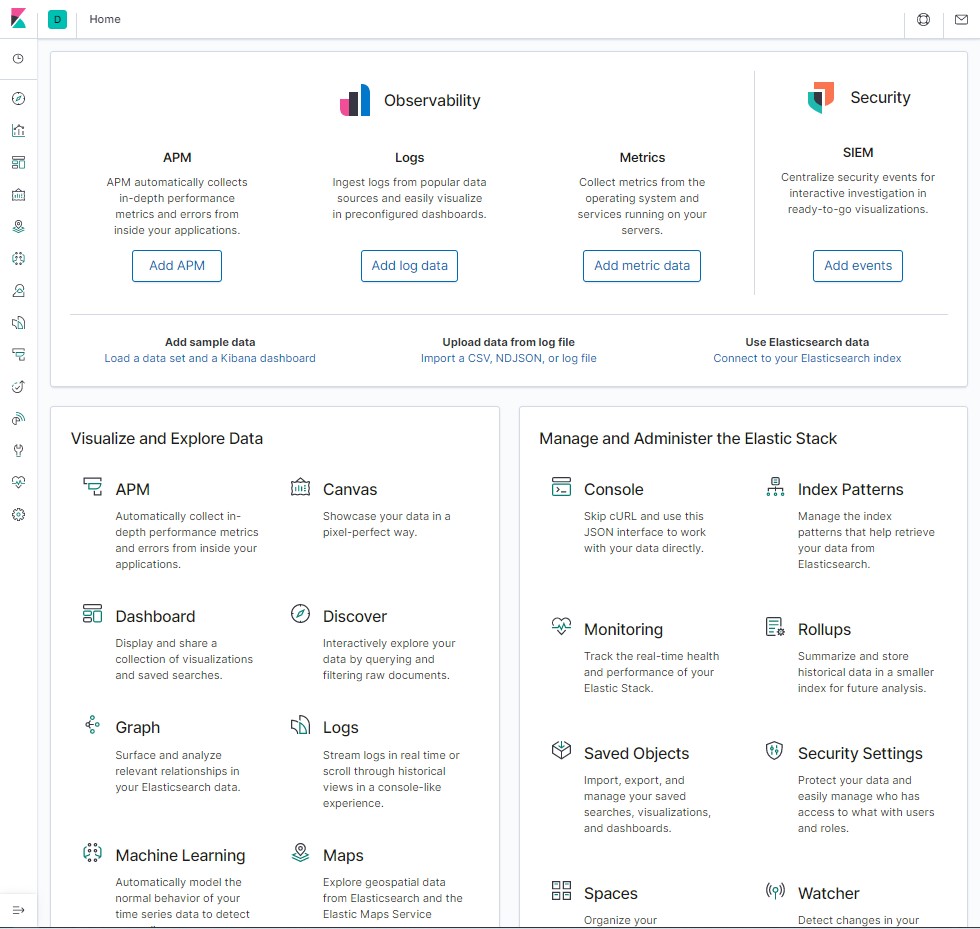 D Home
Observability
Security
APM
APM automatically collects
in-depth performance
metrics and errors from
inside your applications.
Add APM
Logs
Ingest logs from popular data
sources and easily visualize
in preconfigured dashboards.
Add log data
Metrics
Collect metrics from the
operating system and
services running on your
servers.
Add metric data
SIEM
Centralize security events for
interactive investigation in
ready-to-go visualizations.
Add events
Add sample data
Load a data set and a Kibana dashboard
Upload data from log file
Import a CSV, NDJSON, or log file
Use Elasticsearch data
Connect to your Elasticsearch index
Visualize and Explore Data
APM
Automatically collect in-
depth performance metrics
and errors from inside your
applications.
Canvas
Showcase your data in a
pixel-perfect way.
Dashboard
Display and share a
collection of visualizations
and saved searches.
Discover
Interactively explore your
data by querying and
filtering raw documents.
Graph
Surface and analyze
relevant relationships in
your Elasticsearch data.
Logs
Stream logs in real time or
scroll through historical
views in a console-like
experience.
Machine Learning
Automatically model the
normal behavior of your
time series data to detect
Maps
Explore geospatial data
from Elasticsearch and the
Elastic Maps Service
Manage and Administer the Elastic Stack
Console
Skip cURL and use this
JSON interface to work
with your data directly.
Index Patterns
Manage the index
patterns that help retrieve
your data from
Elasticsearch.
Monitoring
Track the real-time health
and performance of your
Elastic Stack.
Rollups
Summarize and store
historical data in a smaller
index for future analysis.
Saved Objects
Import, export, and
manage your saved
searches, visualizations,
and dashboards.
Security Settings
Protect your data and
easily manage who has
access to what with users
and roles.
Spaces
Organize your
Watcher
Detect changes in your